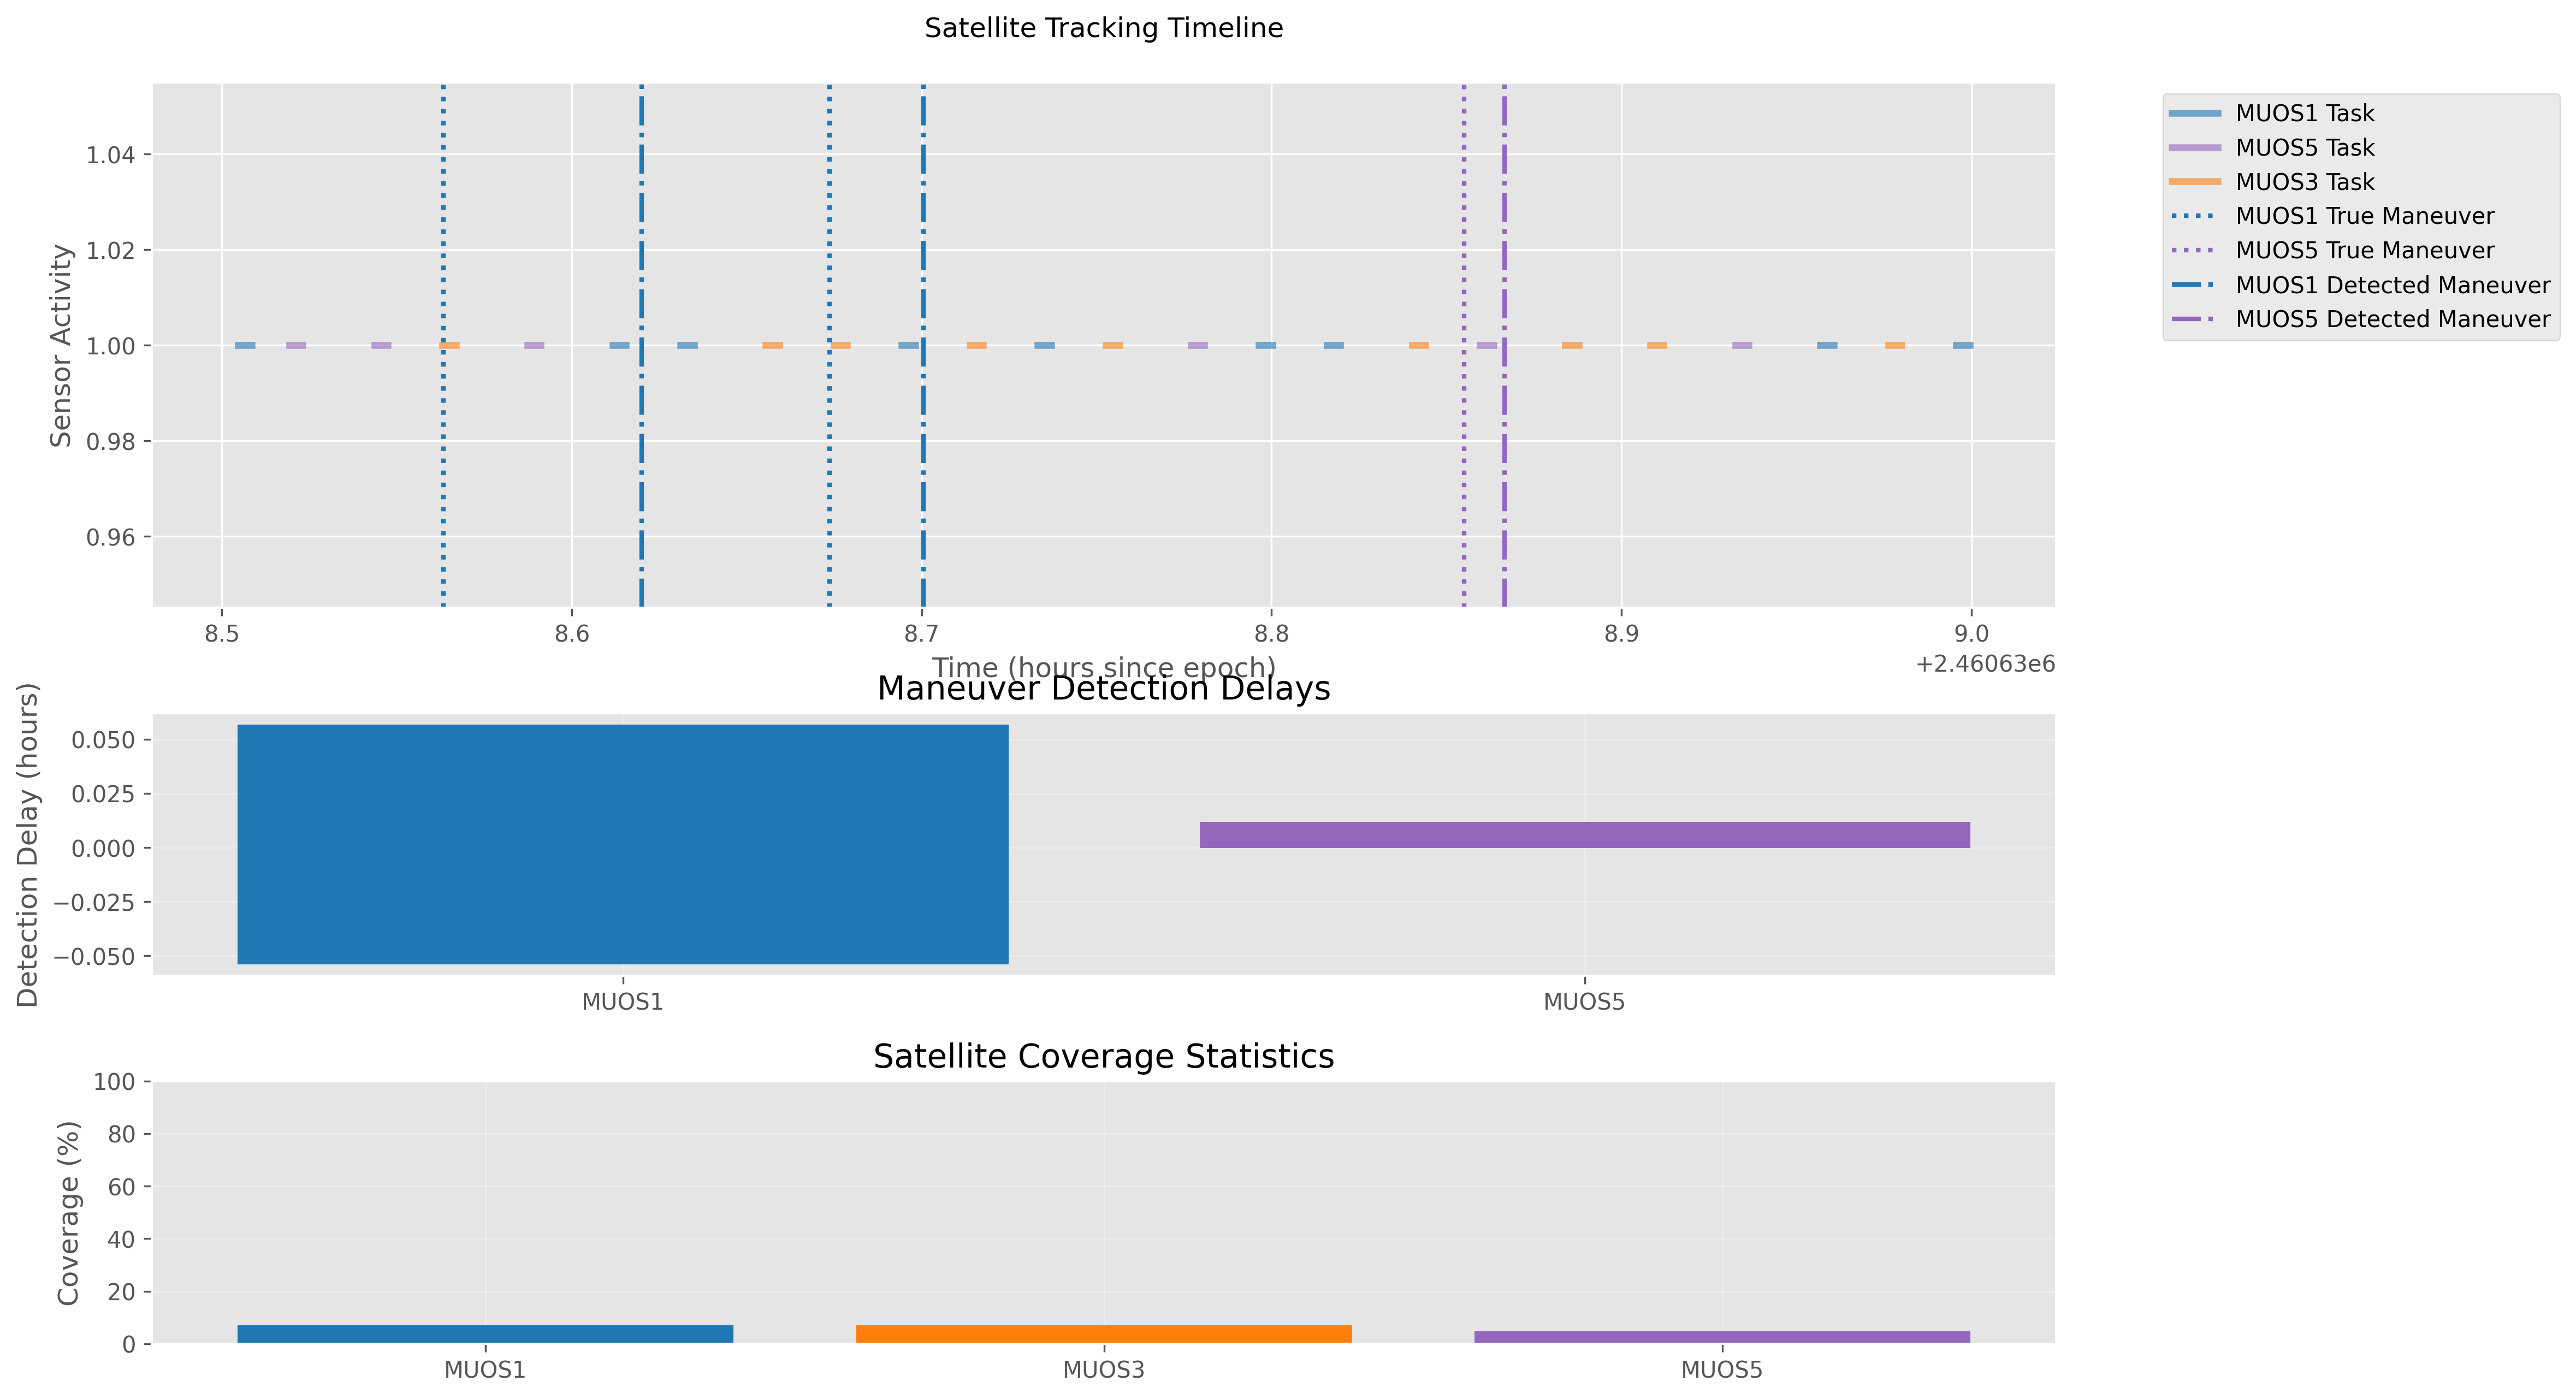 Satellite Tracking Timeline
Sensor Activity
1.04
1.02
1.00
0.98
0.96
8.5 8.6 8.7 8.8 8.9 9.0
Time (hours since epoch)
+2.46063e6
MUOS1 Task
MUOS5 Task
MUOS3 Task
MUOS1 True Maneuver
MUOS5 True Maneuver
MUOS1 Detected Maneuver
MUOS5 Detected Maneuver
Maneuver Detection Delays
Detection Delay (hours)
0.050
0.025
0.000
−0.025
−0.050
MUOS1 MUOS5
Satellite Coverage Statistics
Coverage (%)
100
80
60
40
20
0
MUOS1 MUOS3 MUOS5